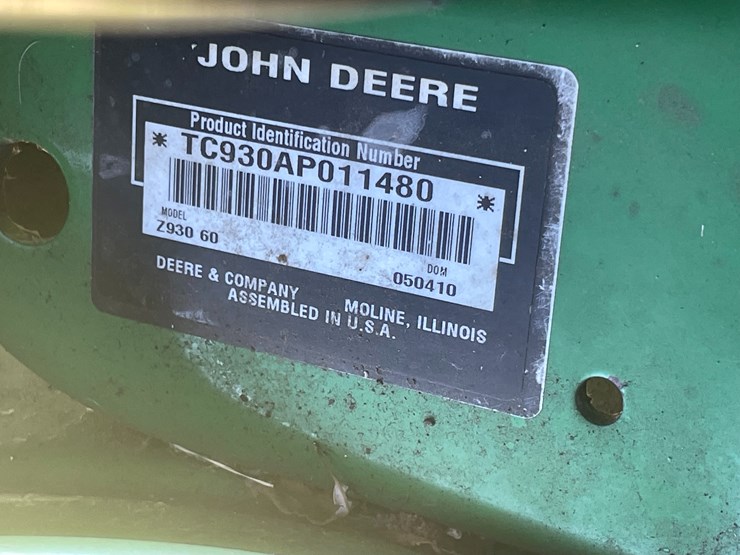 JOHN DEERE
Product Identification Number
* TC930AP011480 *
MODEL
Z930 60
DOM
050410
DEERE & COMPANY MOLINE, ILLINOIS
ASSEMBLED IN U.S.A.